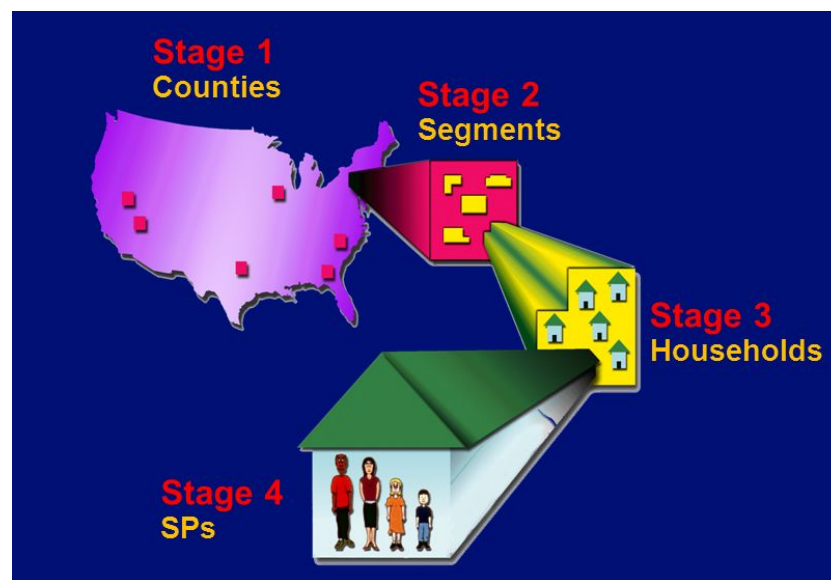 Stage 1
Counties
Stage 2
Segments
Stage 3
Households
Stage 4
SPs